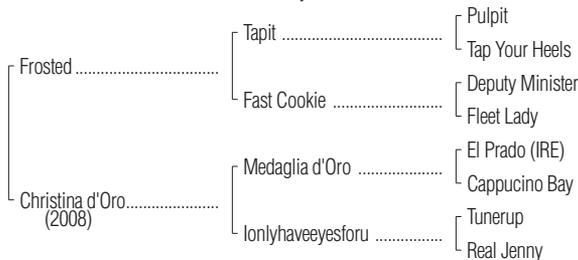 Pulpit
Tapit ........................................
Tap Your Heels
Frosted ....................................
Deputy Minister
Fast Cookie ...........................
Fleet Lady
El Prado (IRE)
Medaglia d'Oro .....................
Cappucino Bay
Christina d'Oro.......................
(2008)
Tunerup
Ionlyhaveeyesforu .................
Real Jenny